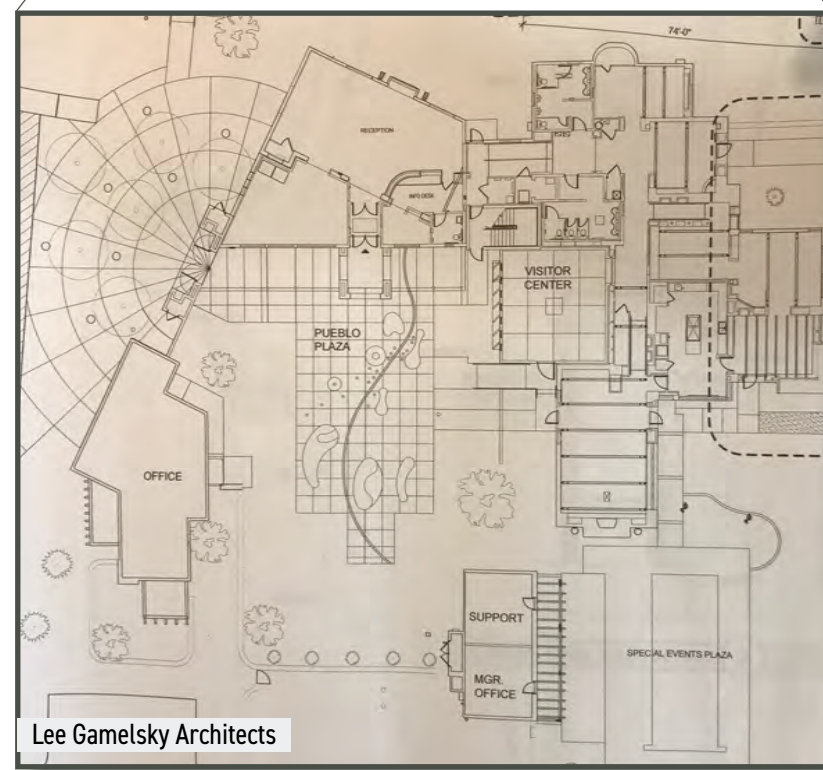 74'-0"
RECEPTION
INFO DESK
VISITOR
CENTER
PUEBLO
PLAZA
OFFICE
SUPPORT
MGR.
OFFICE
SPECIAL EVENTS PLAZA
Lee Gamelsky Architects